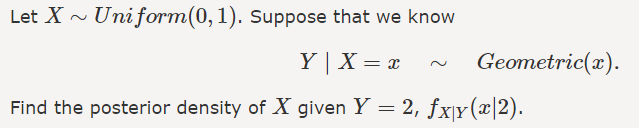 Let X ∼ Uniform(0, 1). Suppose that we know
Y | X = x ∼ Geometric(x).
Find the posterior density of X given Y = 2, f_{X|Y}(x|2).